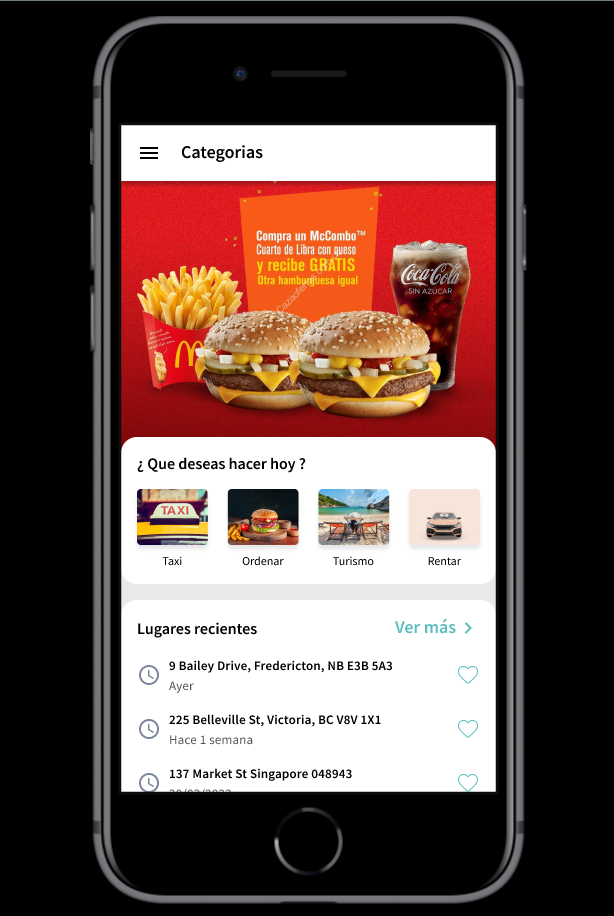 Categorias
Compra un McCombo™
Cuarto de Libra con queso
y recibe GRATIS
Otra hamburguesa igual
Coca-Cola
SIN AZUCAR
¿ Que deseas hacer hoy ?
TAXI
Taxi
Ordenar
Turismo
Rentar
Lugares recientes
Ver más
9 Bailey Drive, Fredericton, NB E3B 5A3
Ayer
225 Belleville St, Victoria, BC V8V 1X1
Hace 1 semana
137 Market St Singapore 048943